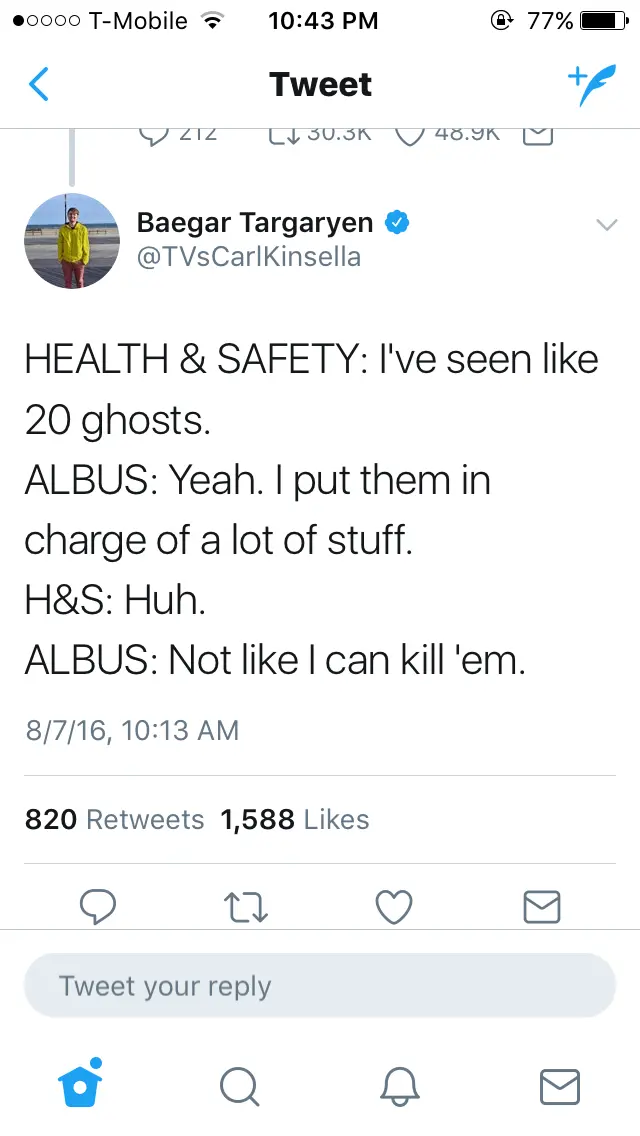 T-Mobile 10:43 PM 77%
Tweet
212 30.3K 48.9K
Baegar Targaryen
@TVsCarlKinsella
HEALTH & SAFETY: I've seen like
20 ghosts.
ALBUS: Yeah. I put them in
charge of a lot of stuff.
H&S: Huh.
ALBUS: Not like I can kill 'em.
8/7/16, 10:13 AM
820 Retweets 1,588 Likes
Tweet your reply